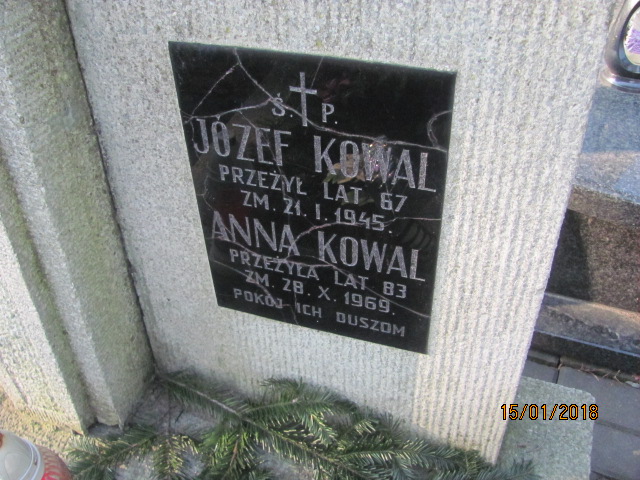 Ś. P.
JÓZEF KOWAL
PRZEŻYŁ LAT 67
ZM. 21. I. 1945.
ANNA KOWAL
PRZEŻYŁA LAT 83
ZM. 28. X. 1969.
POKÓJ ICH DUSZOM
15/01/2018